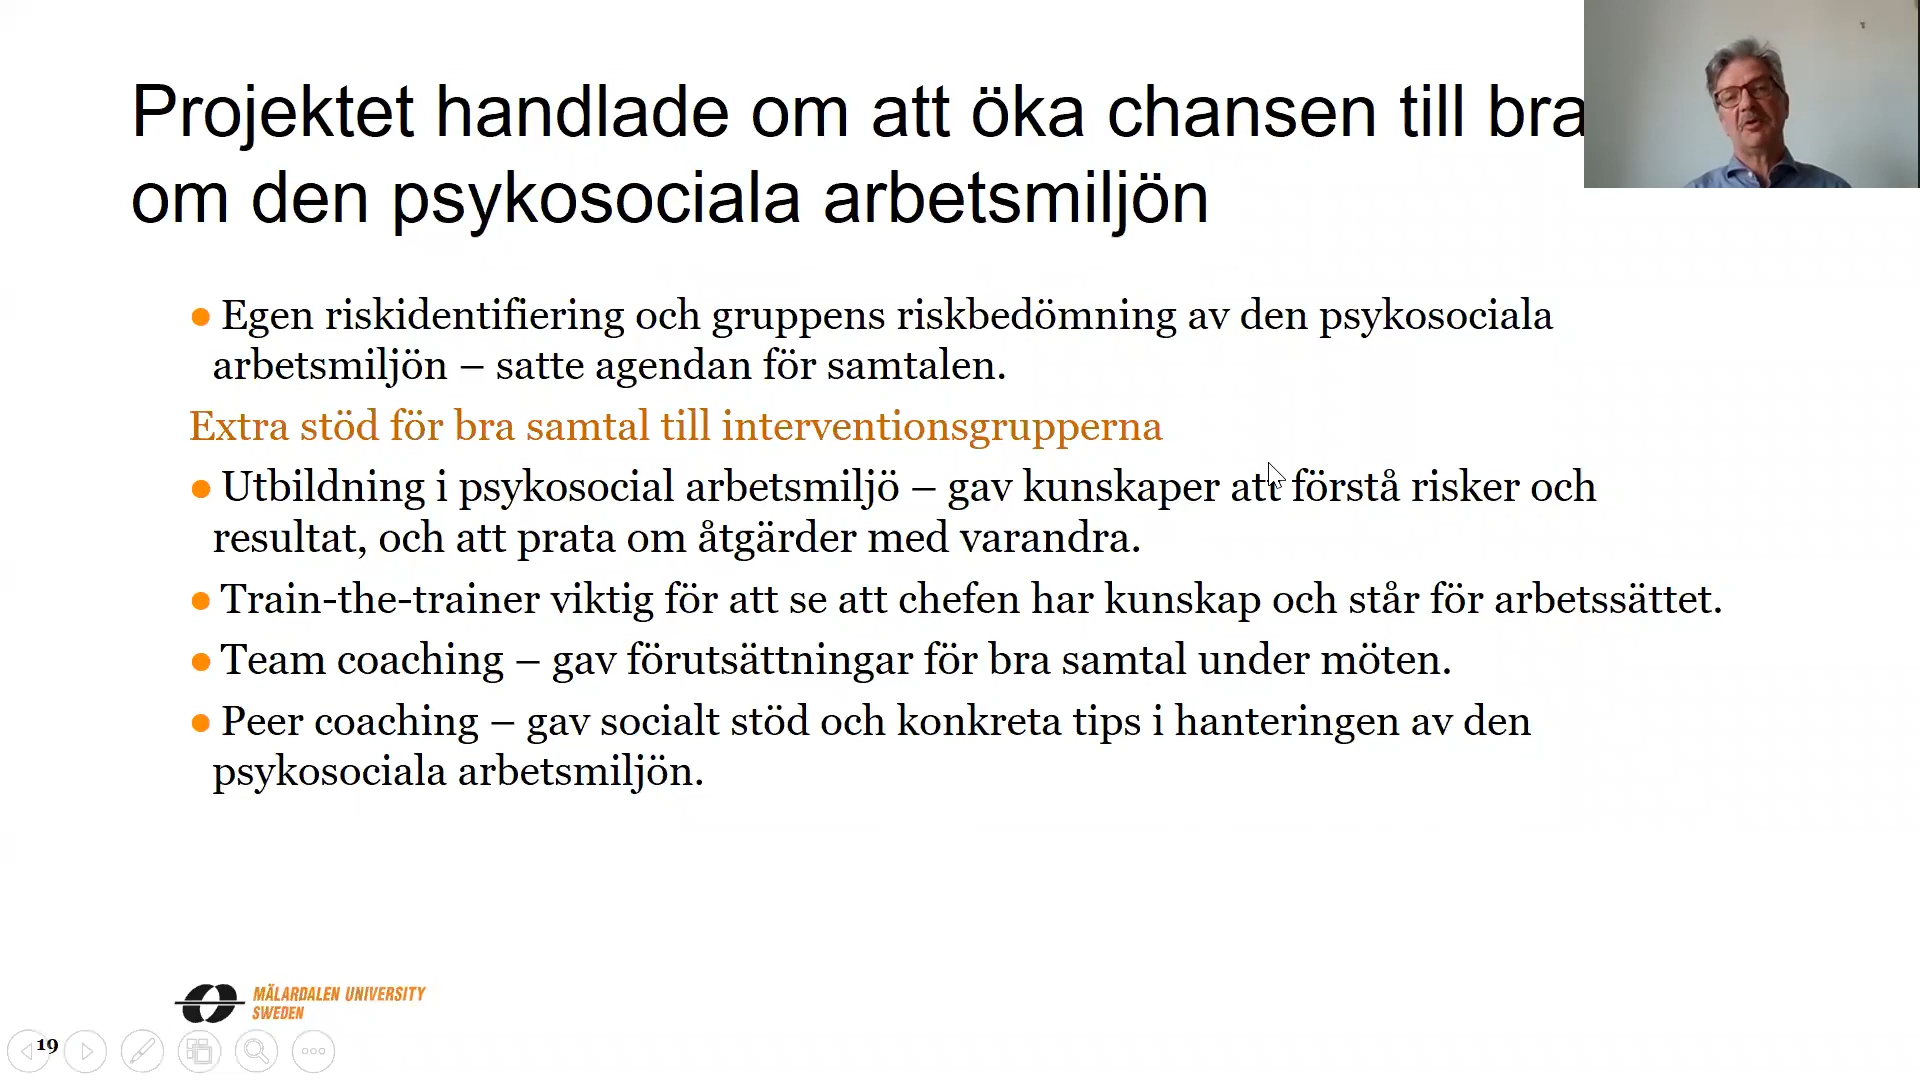 Projektet handlade om att öka chansen till bra
om den psykosociala arbetsmiljön
● Egen riskidentifiering och gruppens riskbedömning av den psykosociala
arbetsmiljön – satte agendan för samtalen.
Extra stöd för bra samtal till interventionsgrupperna
● Utbildning i psykosocial arbetsmiljö – gav kunskaper att förstå risker och
resultat, och att prata om åtgärder med varandra.
● Train-the-trainer viktig för att se att chefen har kunskap och står för arbetssättet.
● Team coaching – gav förutsättningar för bra samtal under möten.
● Peer coaching – gav socialt stöd och konkreta tips i hanteringen av den
psykosociala arbetsmiljön.
MÄLARDALEN UNIVERSITY
SWEDEN
19